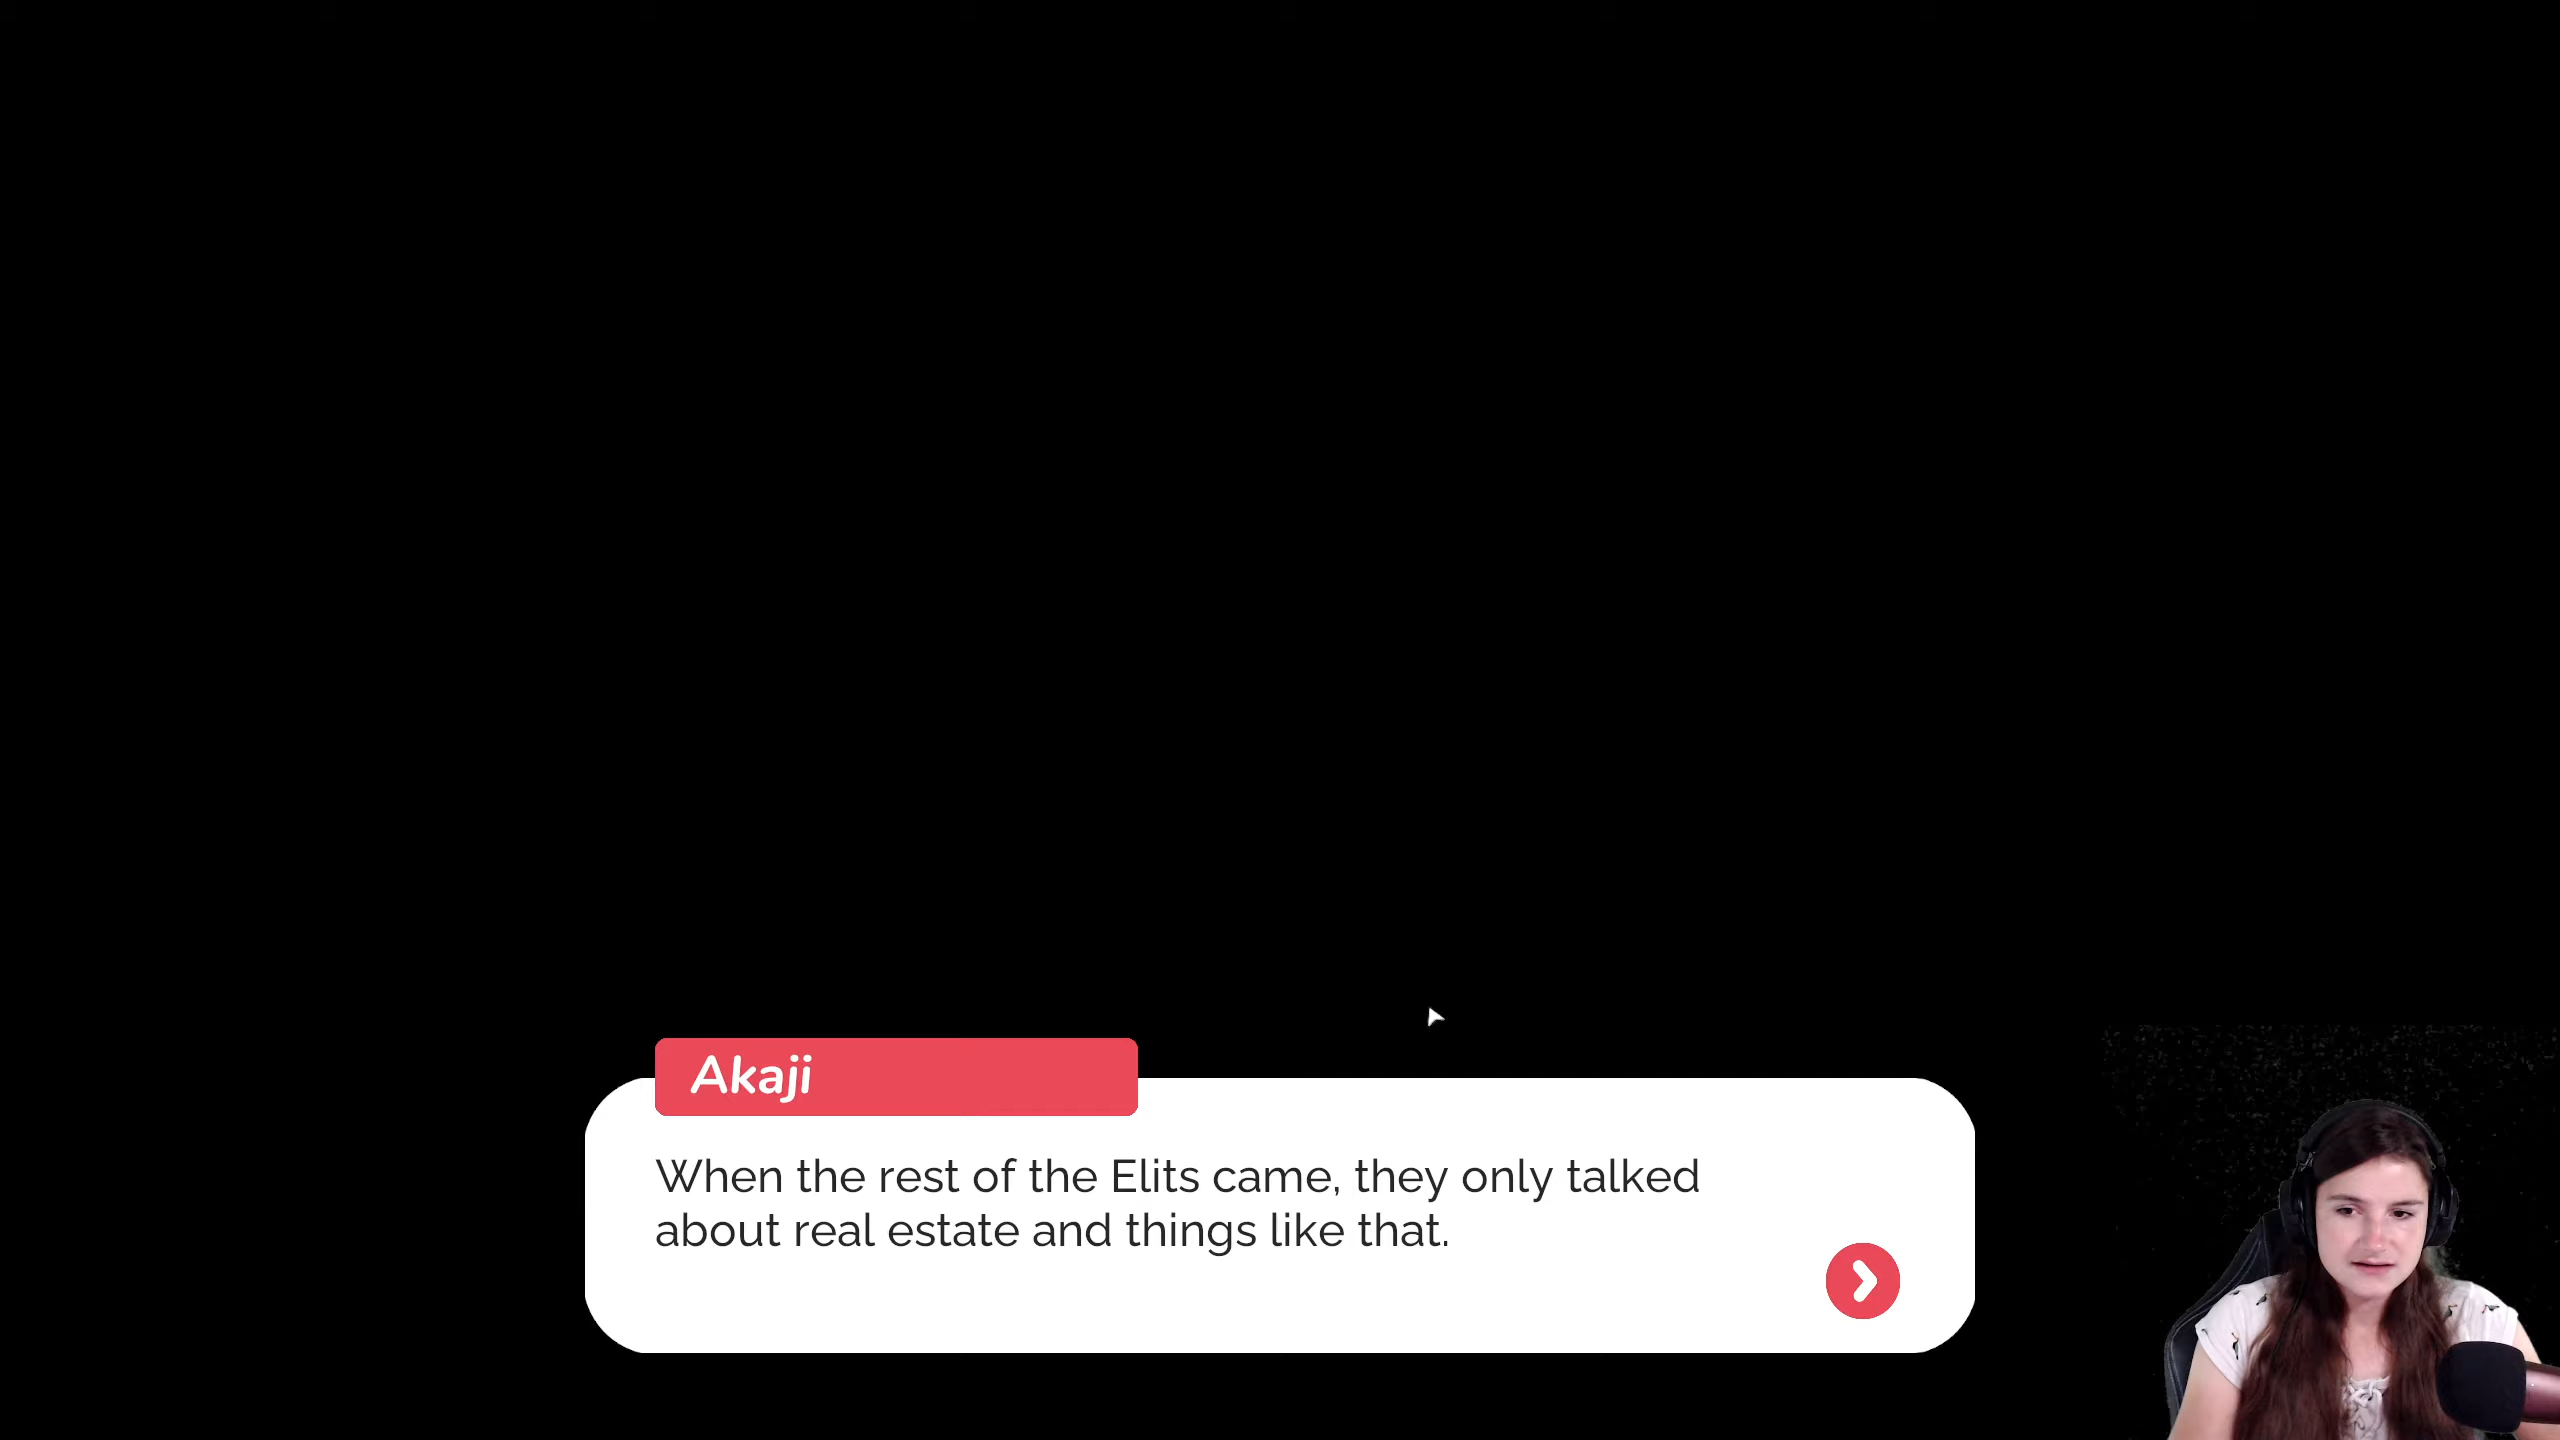 Akaji
When the rest of the Elits came, they only talked
about real estate and things like that.